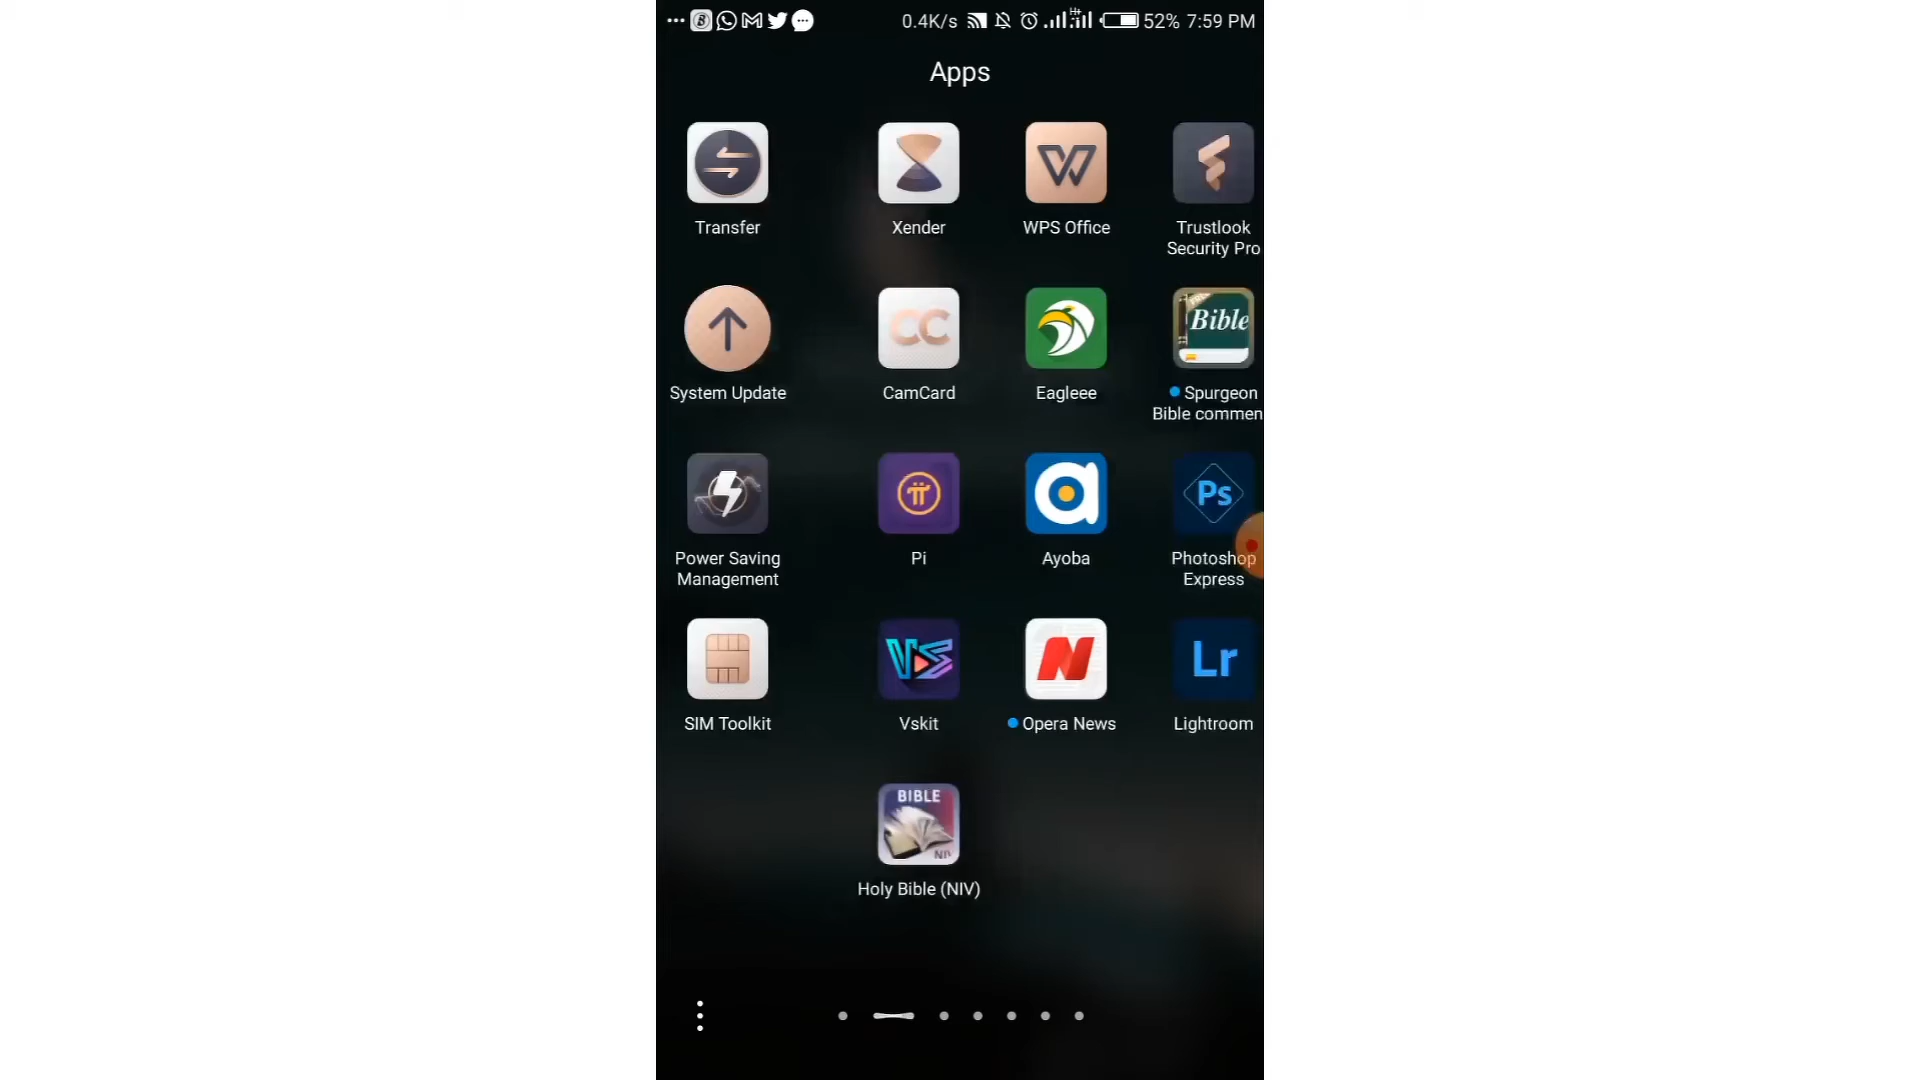 0.4K/s 52% 7:59 PM
Apps
Transfer
Xender
WPS Office
Trustlook
Security Pro
Bible
System Update
CamCard
Eagleee
Spurgeon
Bible commen
Ps
Power Saving
Management
Pi
Ayoba
Photoshop
Express
VS
N
Lr
SIM Toolkit
Vskit
Opera News
Lightroom
BIBLE
NIV
Holy Bible (NIV)